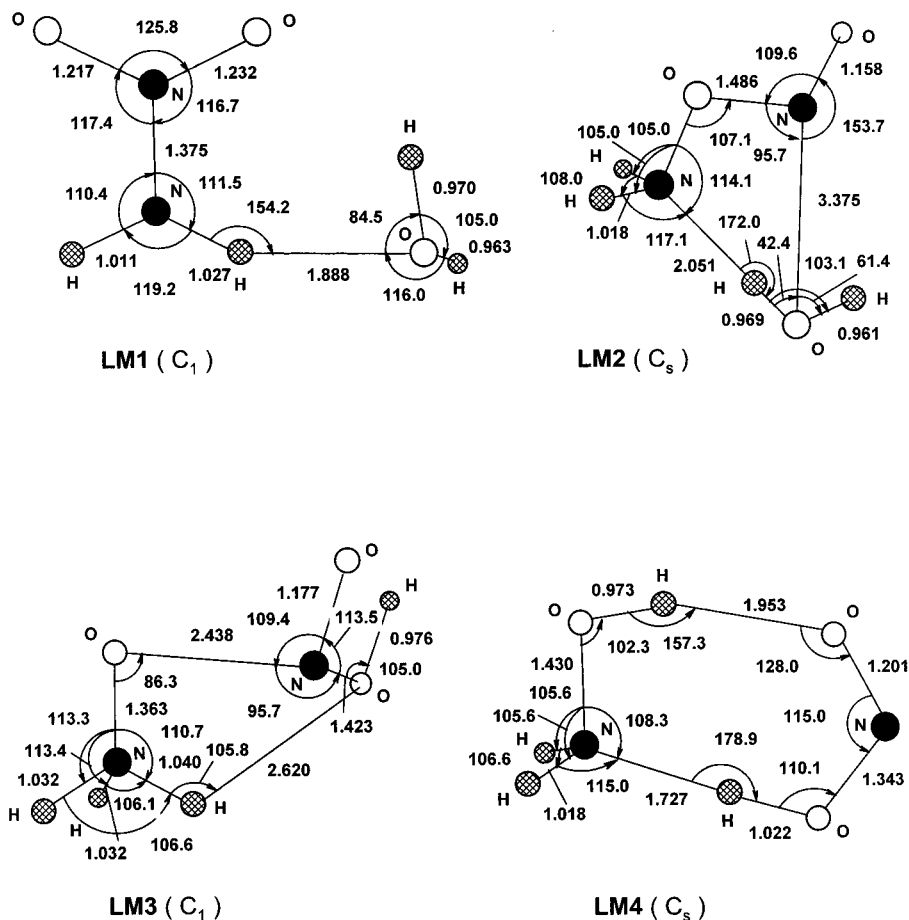 O 125.8 O
1.217 1.232
N
117.4 116.7
1.375
H
110.4 N 111.5
154.2 0.970
84.5 105.0
O 0.963
H 1.011 1.027 H 1.888 H
119.2 116.0
LM1 ( C₁ )
O
109.6
O 1.486 1.158
N
105.0 105.0 107.1 153.7
H 95.7
108.0 N 114.1
H 3.375
1.018 172.0
117.1 42.4
2.051 103.1 61.4
H H
0.969 0.961
O
LM2 ( Cₛ )
O
H
1.177
2.438 109.4 113.5
O 0.976
N 105.0
86.3 O
1.363 95.7 1.423
113.3 110.7
113.4 N 1.040 105.8
1.032 2.620
H 106.1 H
H
1.032 106.6
LM3 ( C₁ )
H
0.973 1.953
O O
102.3 157.3
1.430 128.0 1.201
105.6
105.6 N 108.3 115.0 N
H 178.9
106.6 110.1
H 115.0 1.343
1.018 1.727 H
1.022 O
LM4 ( Cₛ )